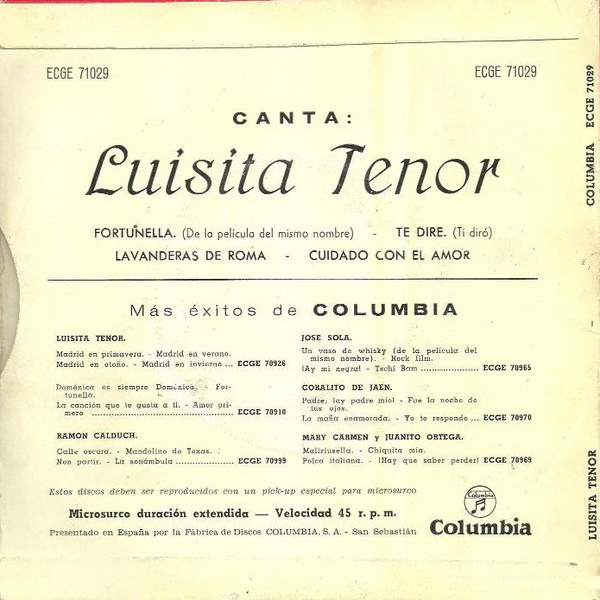 ECGE 71029
ECGE 71029
CANTA:
Luisita Tenor
FORTUNELLA. (De la película del mismo nombre) - TE DIRE. (Ti diró)
LAVANDERAS DE ROMA - CUIDADO CON EL AMOR
Más éxitos de COLUMBIA
LUISITA TENOR.
Madrid en primavera. - Madrid en verano.
Madrid en otoño. - Madrid en invierno ... ECGE 70926
Doménica es siempre Doménica. - For-
tunella.
La canción que te gusta a ti. - Amor pri-
mero ........ ECGE 70910
RAMON CALDUCH.
Calle oscura. - Mandolino de Texas.
Non partir. - La sonámbula ........ ECGE 70999
JOSE SOLA.
Un vaso de whisky (de la película del
mismo nombre). - Rock film.
¡Ay mi negra! - Tschi Bam ........ ECGE 70965
CORALITO DE JAEN.
Padre, ¡ay padre mío! - Fue la noche de
tus ojos.
La maña enamorada. - Yo te respondo ... ECGE 70970
MARY CARMEN y JUANITO ORTEGA.
Maliziusella. - Chiquita mía.
Polca italiana. - ¡Hay que saber perder! ECGE 70969
Estos discos deben ser reproducidos con un pick-up especial para microsurco
Microsurco duración extendida — Velocidad 45 r. p. m.
Presentado en España por la Fábrica de Discos COLUMBIA, S. A. - San Sebastián
Columbia
Columbia
COLUMBIA ECGE 71029
-
LUISITA TENOR